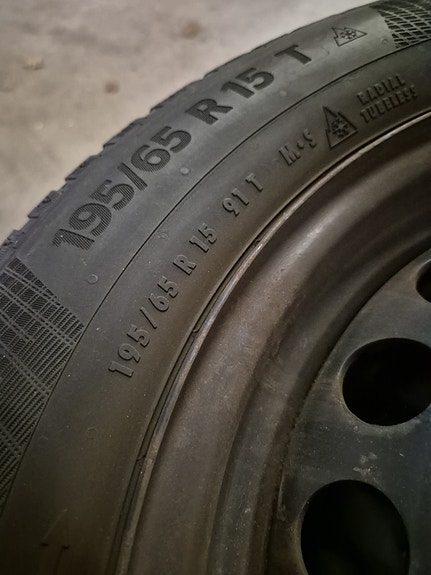 195/65 R 15 T
195/65 R 15 91 T M+S
RADIAL
TUBELESS